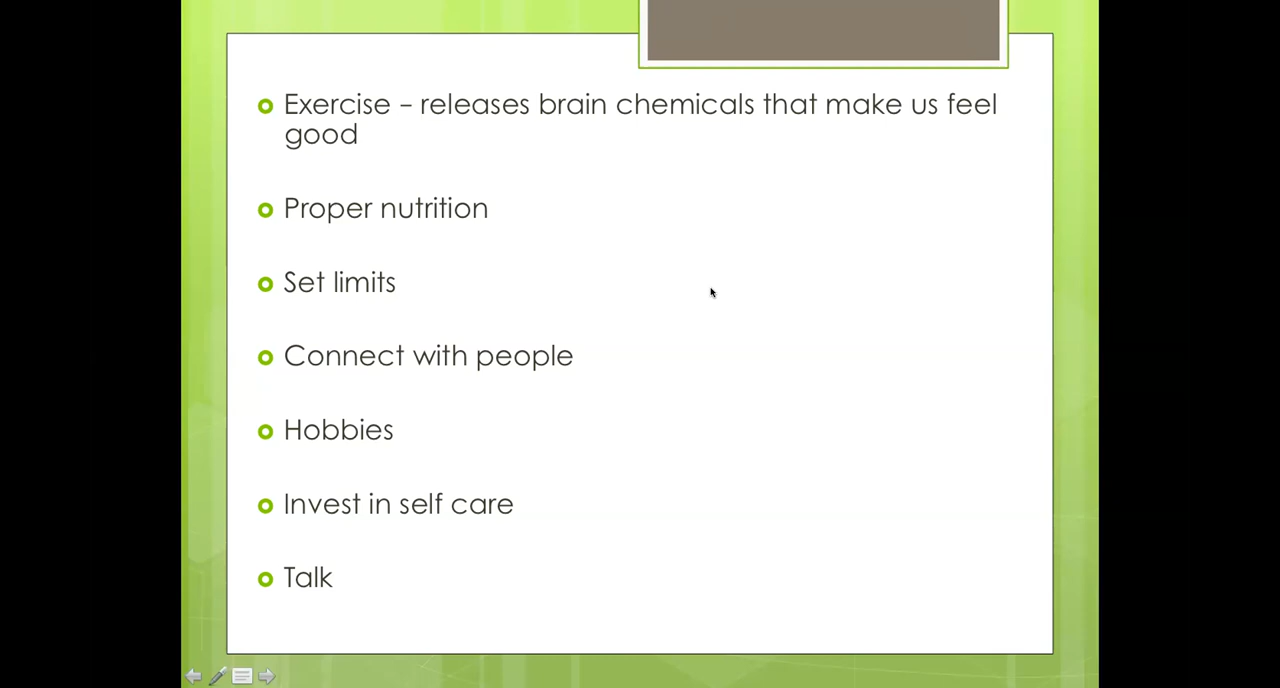 Exercise – releases brain chemicals that make us feel
good
Proper nutrition
Set limits
Connect with people
Hobbies
Invest in self care
Talk